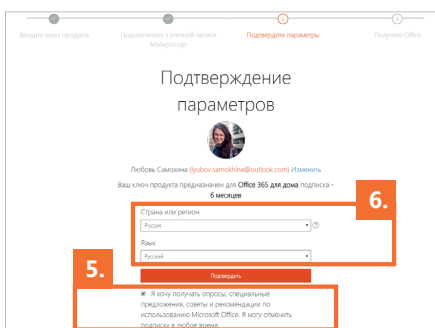 Введите ключ продукта
Подключитесь к учетной записи
Майкрософт
Подтвердите параметры
Получите Office
Подтверждение
параметров
Любовь Самохина (lyubov.samokhina@outlook.com) Изменить
Ваш ключ продукта предназначен для Office 365 для дома подписка -
6 месяцев
6.
Страна или регион
Россия
Язык
Русский
5.
Подтвердить
Я хочу получать опросы, специальные
предложения, советы и рекомендации по
использованию Microsoft Office. Я могу отменить
подписку в любое время.